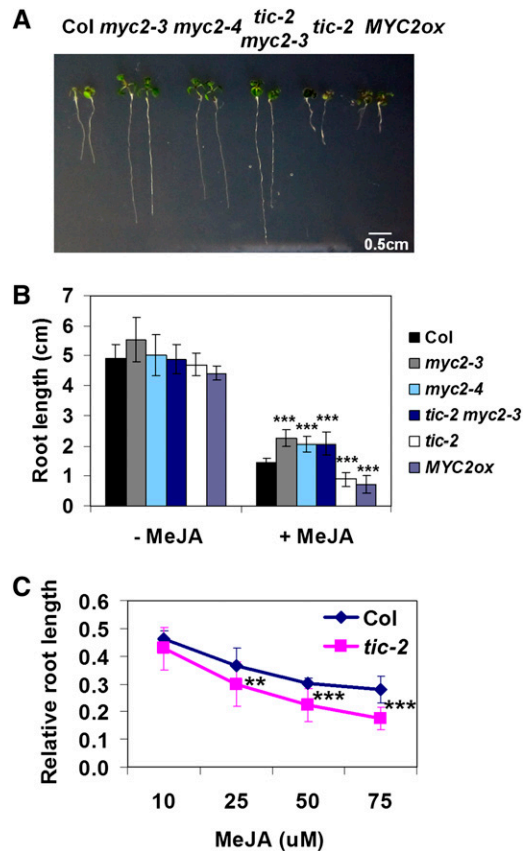 A
tic-2
Col myc2-3 myc2-4 myc2-3 tic-2 MYC2ox
0.5cm
B
Root length (cm)
7
6
5
4
3
2
1
0
*** *** *** *** ***
- MeJA + MeJA
Col
myc2-3
myc2-4
tic-2 myc2-3
tic-2
MYC2ox
C
Relative root length
0.6
0.5
0.4
0.3
0.2
0.1
0.0
Col
tic-2
** *** ***
10 25 50 75
MeJA (uM)